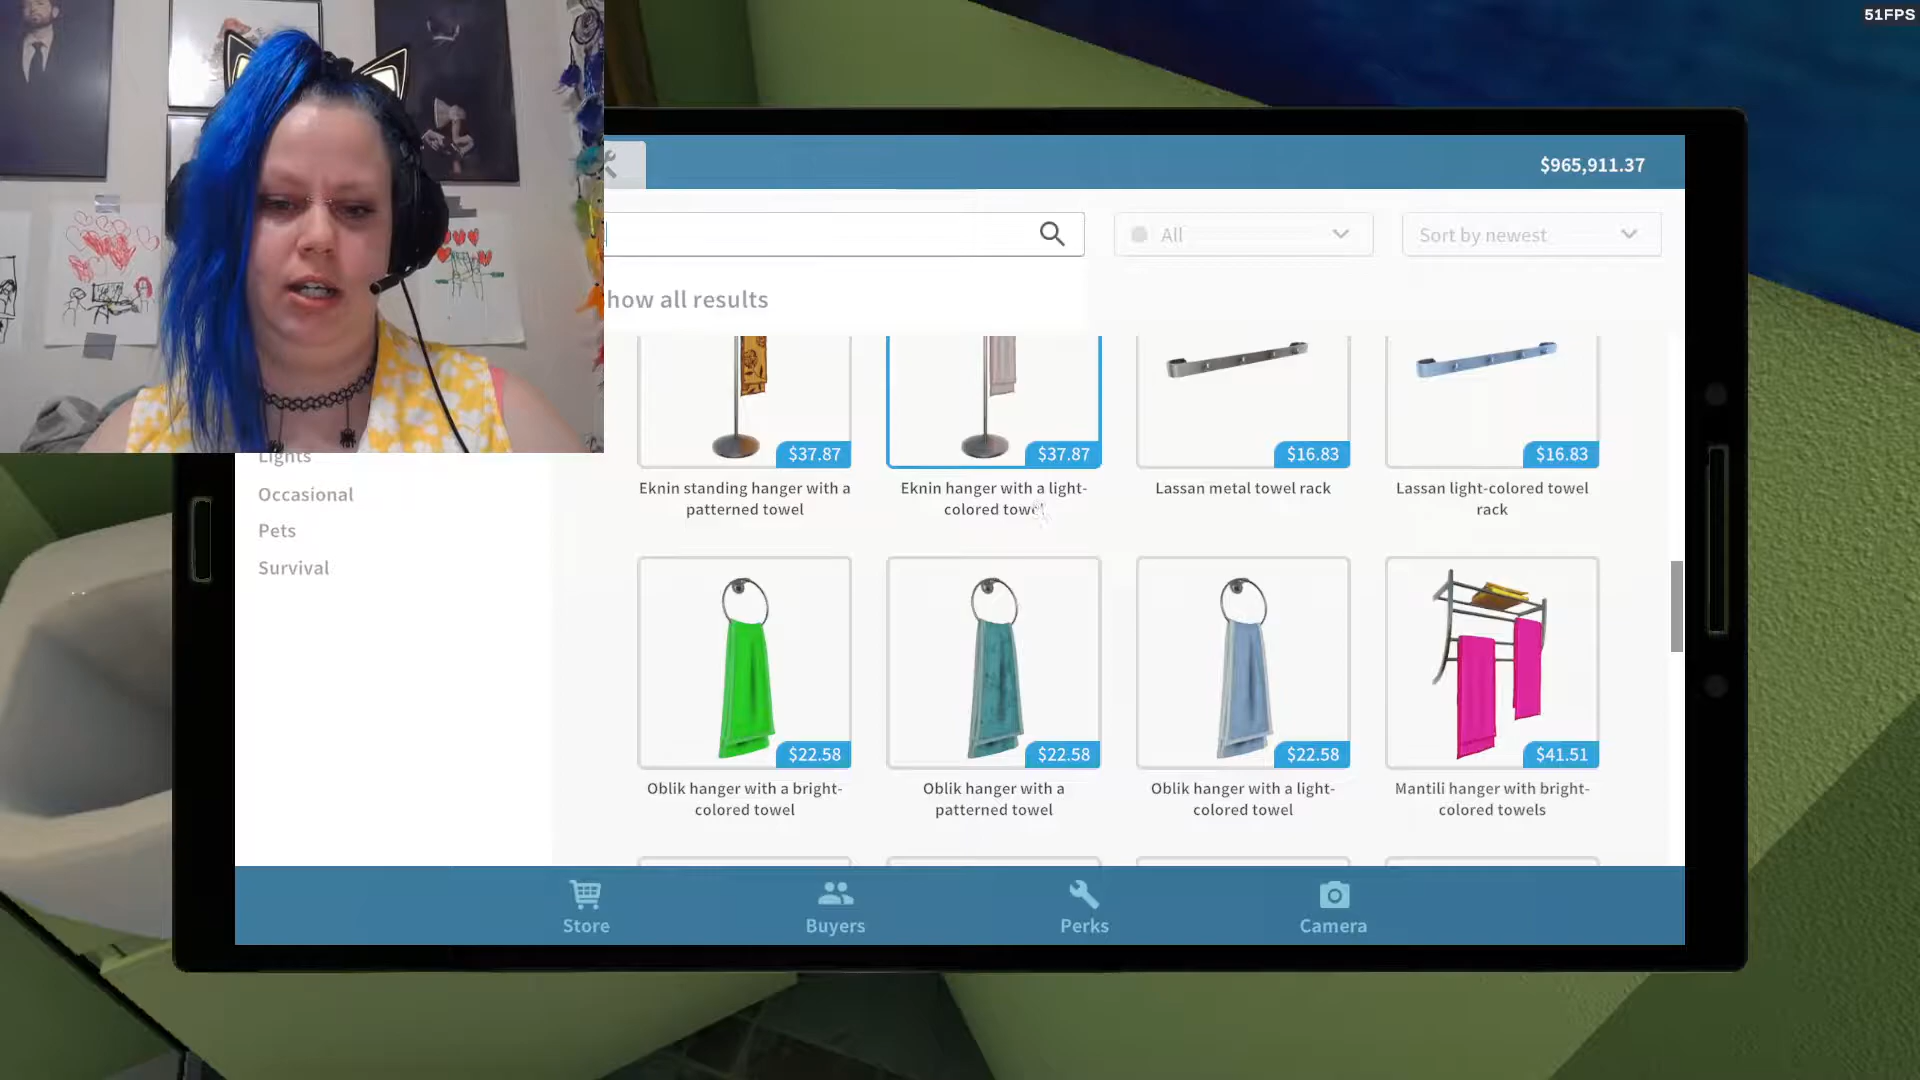 51FPS
$965,911.37
All
Sort by newest
how all results
$37.87
$37.87
$16.83
$16.83
Eknin standing hanger with a
patterned towel
Eknin hanger with a light-
colored towel
Lassan metal towel rack
Lassan light-colored towel
rack
Lights
Occasional
Pets
Survival
$22.58
$22.58
$22.58
$41.51
Oblik hanger with a bright-
colored towel
Oblik hanger with a
patterned towel
Oblik hanger with a light-
colored towel
Mantili hanger with bright-
colored towels
Store
Buyers
Perks
Camera